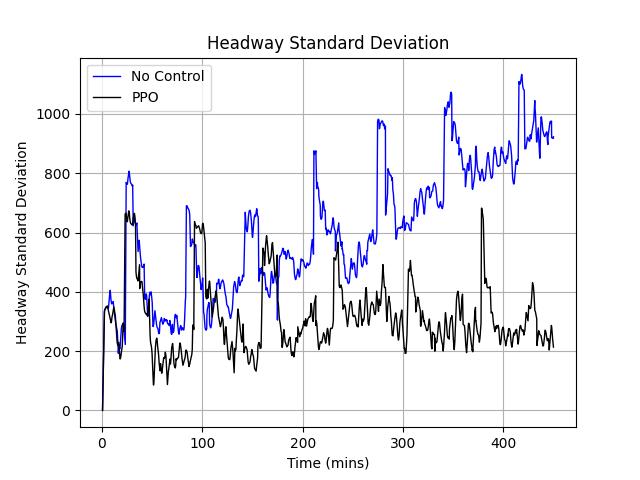 Headway Standard Deviation
No Control
PPO
Headway Standard Deviation
1000
800
600
400
200
0
0 100 200 300 400
Time (mins)